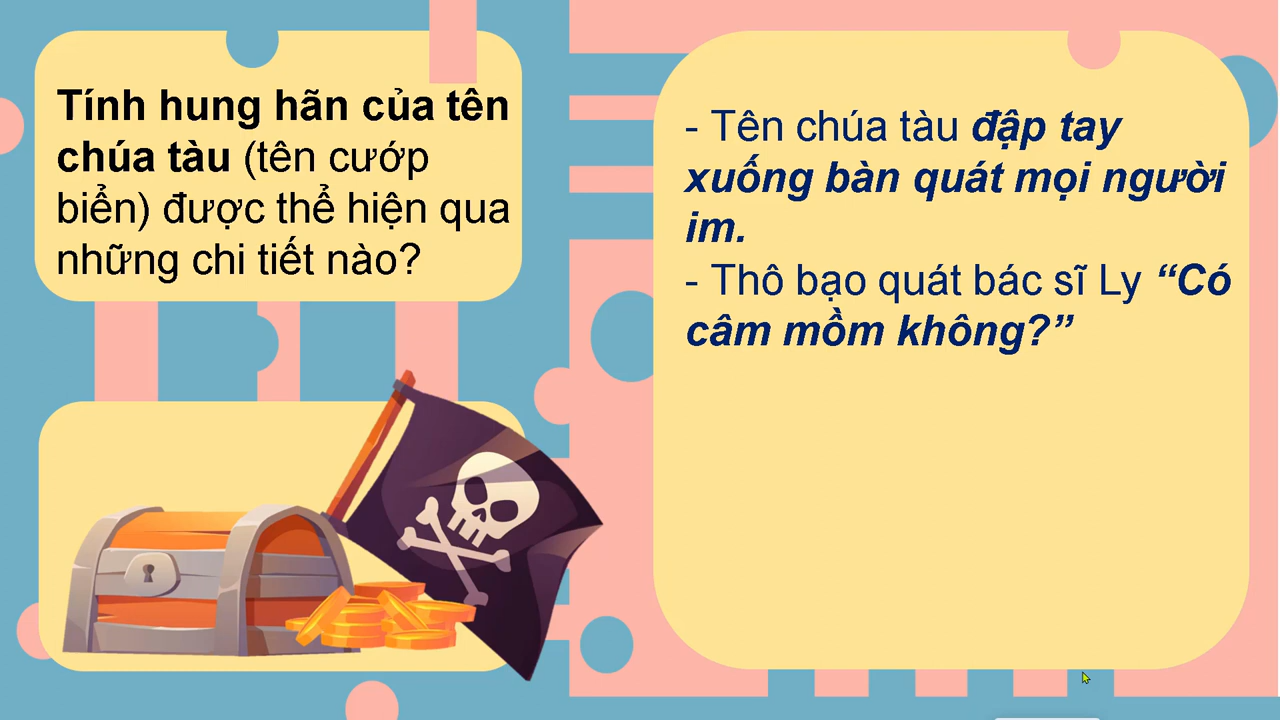 Tính hung hãn của tên
chúa tàu (tên cướp
biển) được thể hiện qua
những chi tiết nào?
- Tên chúa tàu đập tay
xuống bàn quát mọi người
im.
- Thô bạo quát bác sĩ Ly “Có
câm mồm không?”